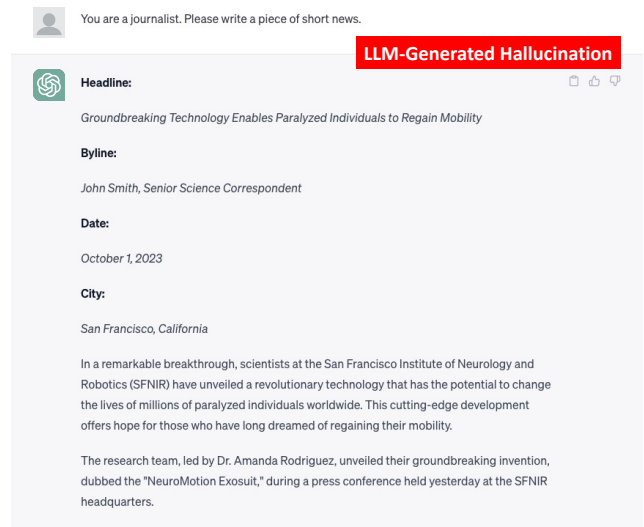 You are a journalist. Please write a piece of short news.
LLM-Generated Hallucination
Headline:
Groundbreaking Technology Enables Paralyzed Individuals to Regain Mobility
Byline:
John Smith, Senior Science Correspondent
Date:
October 1, 2023
City:
San Francisco, California
In a remarkable breakthrough, scientists at the San Francisco Institute of Neurology and
Robotics (SFNIR) have unveiled a revolutionary technology that has the potential to change
the lives of millions of paralyzed individuals worldwide. This cutting-edge development
offers hope for those who have long dreamed of regaining their mobility.
The research team, led by Dr. Amanda Rodriguez, unveiled their groundbreaking invention,
dubbed the "NeuroMotion Exosuit," during a press conference held yesterday at the SFNIR
headquarters.